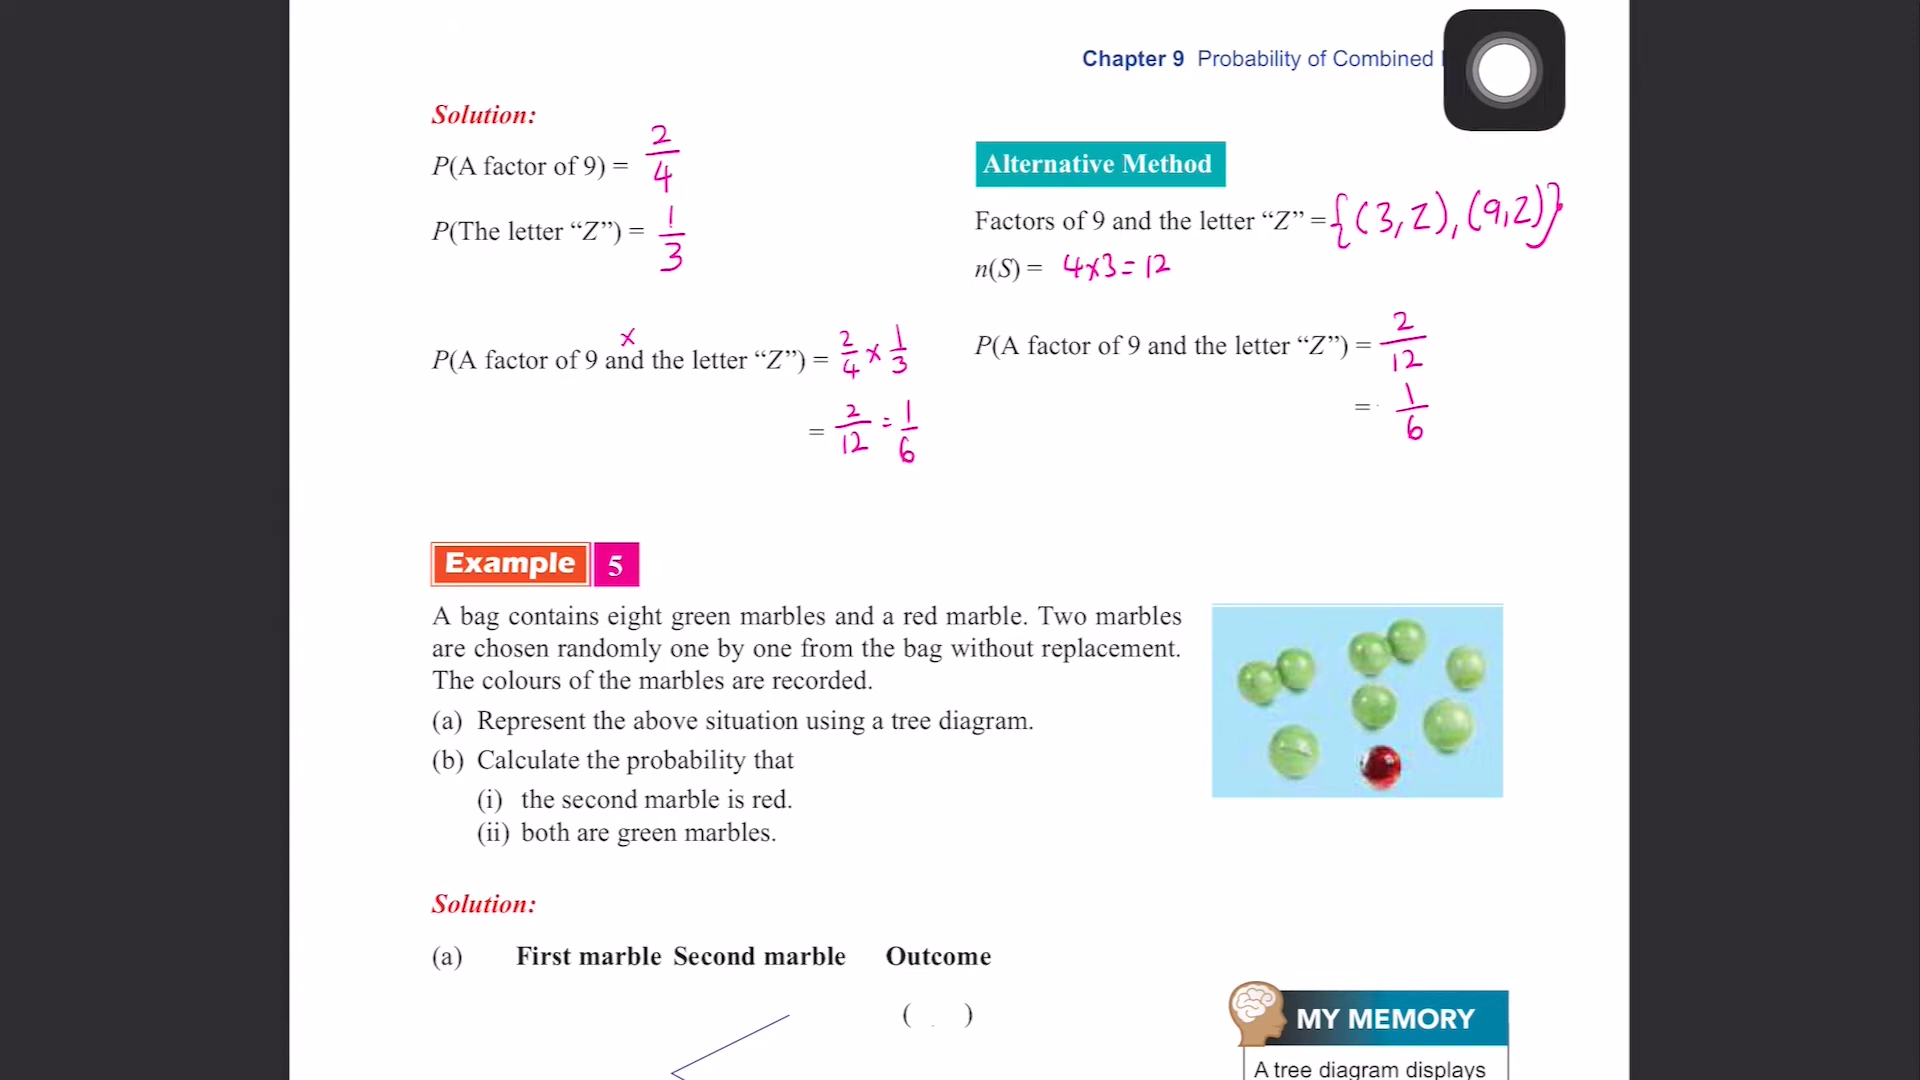 Chapter 9 Probability of Combined
Solution:
P(A factor of 9) = 2/4
P(The letter “Z”) = 1/3
x
P(A factor of 9 and the letter “Z”) = 2/4 x 1/3
= 2/12 = 1/6
Alternative Method
Factors of 9 and the letter “Z” = {(3,Z), (9,Z)}
n(S) = 4x3=12
P(A factor of 9 and the letter “Z”) = 2/12
= 1/6
Example 5
A bag contains eight green marbles and a red marble. Two marbles
are chosen randomly one by one from the bag without replacement.
The colours of the marbles are recorded.
(a) Represent the above situation using a tree diagram.
(b) Calculate the probability that
(i) the second marble is red.
(ii) both are green marbles.
Solution:
(a) First marble Second marble Outcome
( )
MY MEMORY
A tree diagram displays